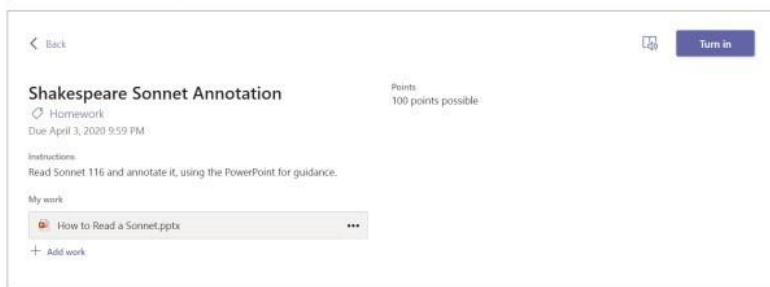 Back
Turn in
Shakespeare Sonnet Annotation
Homework
Due April 3, 2020 9:59 PM
Points
100 points possible
Instructions
Read Sonnet 116 and annotate it, using the PowerPoint for guidance.
My work
How to Read a Sonnet.pptx
Add work